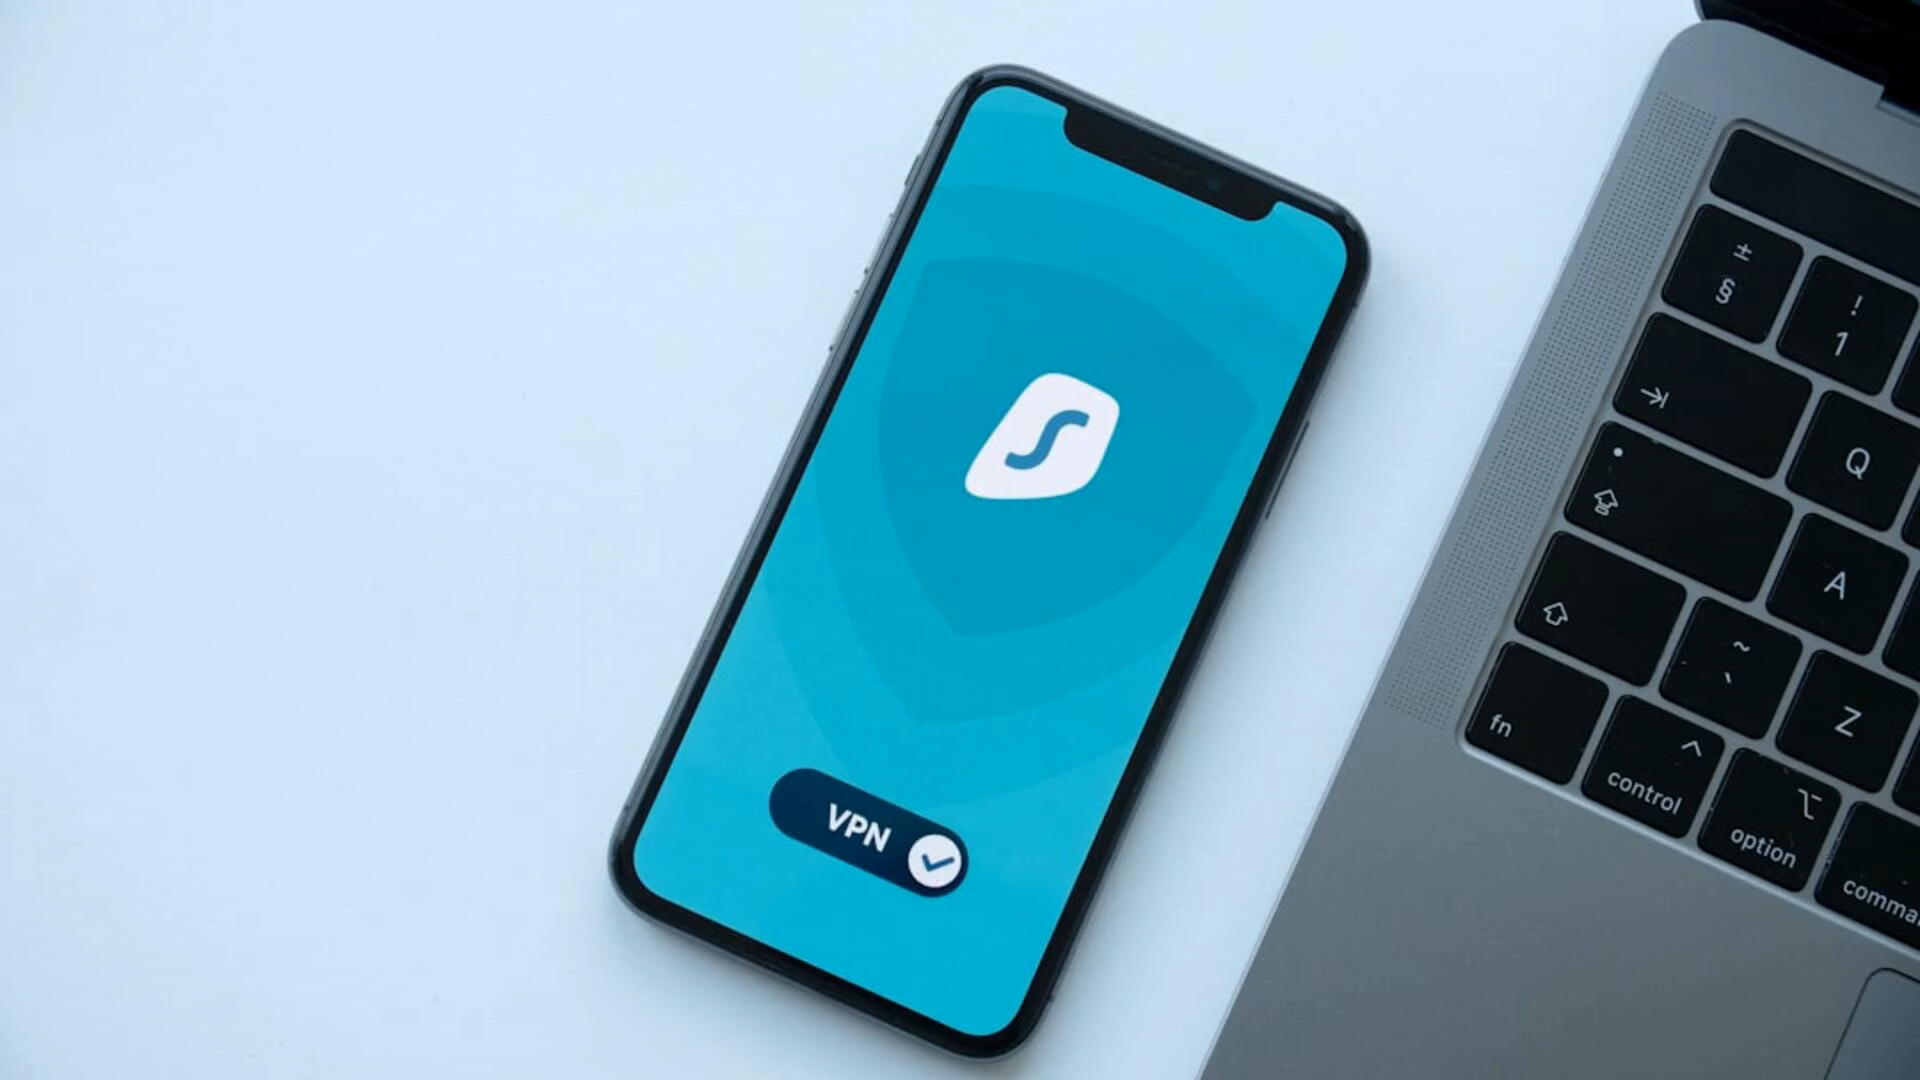 S
VPN
±
§
!
1
Q
A
~
`
Z
fn
^
control
option
comma